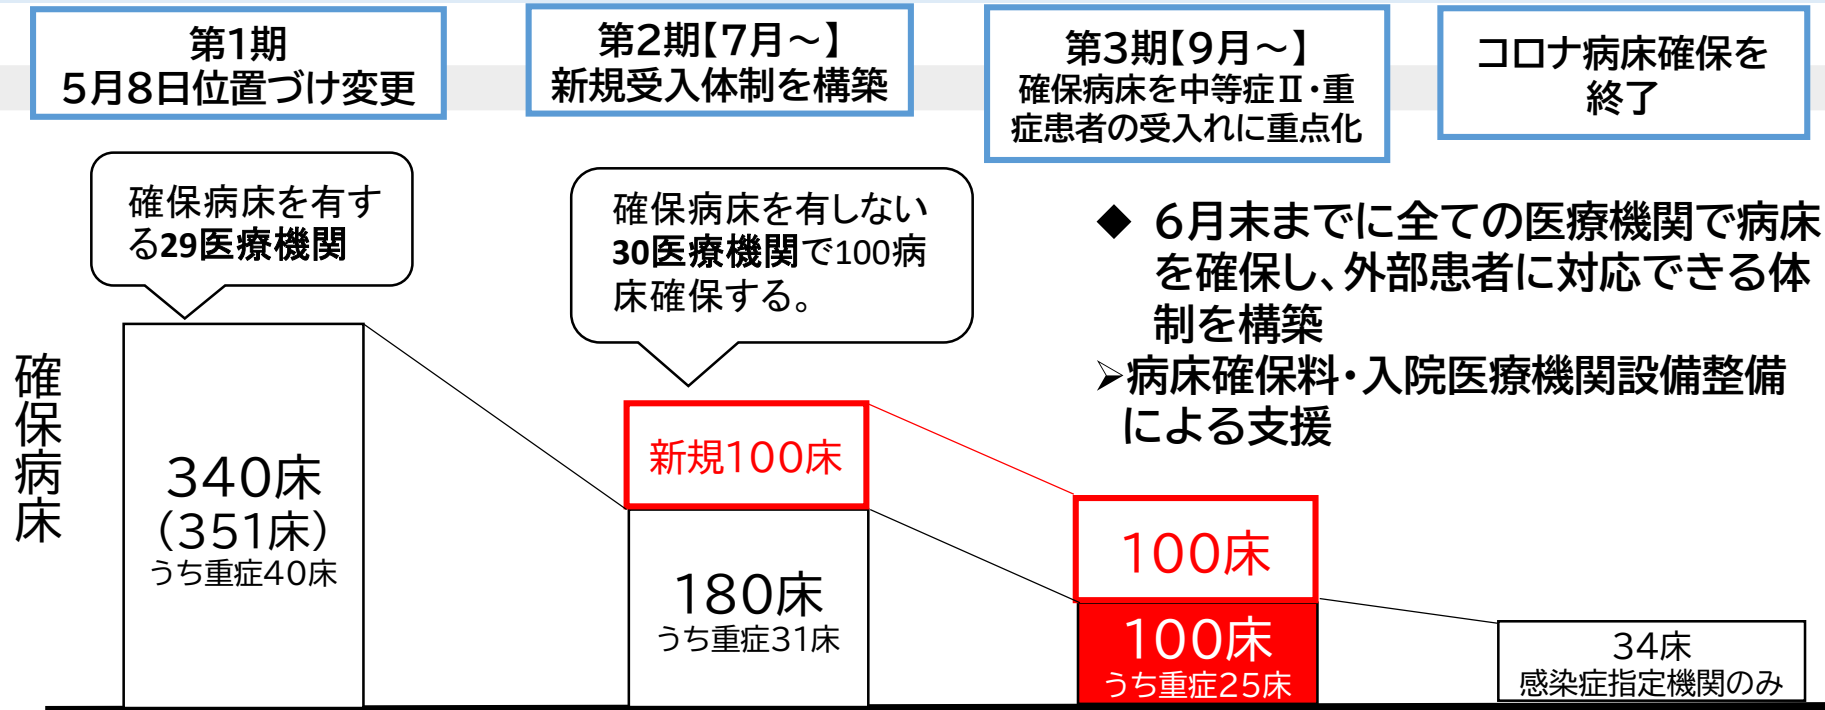 第1期
5月8日位置づけ変更
第2期【7月～】
新規受入体制を構築
第3期【9月～】
確保病床を中等症Ⅱ・重
症患者の受入れに重点化
コロナ病床確保を
終了
確保病床を有す
る29医療機関
確保病床を有しない
30医療機関で100病
床確保する。
◆ 6月末までに全ての医療機関で病床
を確保し、外部患者に対応できる体
制を構築
➢病床確保料・入院医療機関設備整備
による支援
確保病床
340床
（351床）
うち重症40床
新規100床
180床
うち重症31床
100床
100床
うち重症25床
34床
感染症指定機関のみ